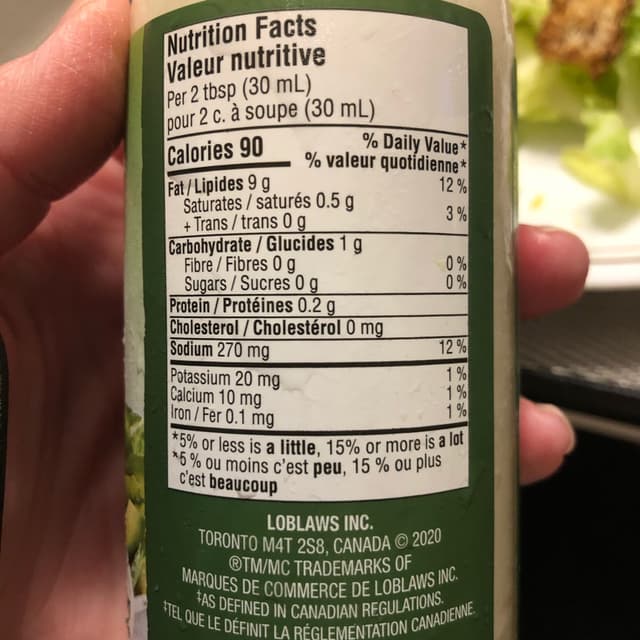 Nutrition Facts
Valeur nutritive
Per 2 tbsp (30 mL)
pour 2 c. à soupe (30 mL)
Calories 90
% Daily Value*
% valeur quotidienne*
Fat / Lipides 9 g 12 %
Saturates / saturés 0.5 g
+ Trans / trans 0 g 3 %
Carbohydrate / Glucides 1 g
Fibre / Fibres 0 g 0 %
Sugars / Sucres 0 g 0 %
Protein / Protéines 0.2 g
Cholesterol / Cholestérol 0 mg
Sodium 270 mg 12 %
Potassium 20 mg 1 %
Calcium 10 mg 1 %
Iron / Fer 0.1 mg 1 %
*5% or less is a little, 15% or more is a lot
*5 % ou moins c'est peu, 15 % ou plus
c'est beaucoup
LOBLAWS INC.
TORONTO M4T 2S8, CANADA © 2020
®TM/MC TRADEMARKS OF
MARQUES DE COMMERCE DE LOBLAWS INC.
‡AS DEFINED IN CANADIAN REGULATIONS.
‡TEL QUE LE DÉFINIT LA RÉGLEMENTATION CANADIENNE.